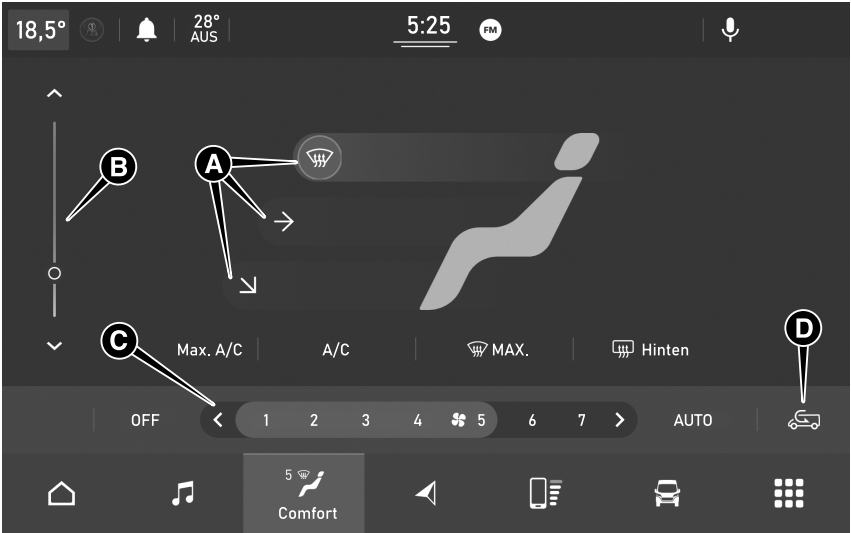 18,5° 28° 5:25 FM
AUS
B A
D
C
Max. A/C A/C MAX. Hinten
OFF 1 2 3 4 5 6 7 AUTO
5
Comfort